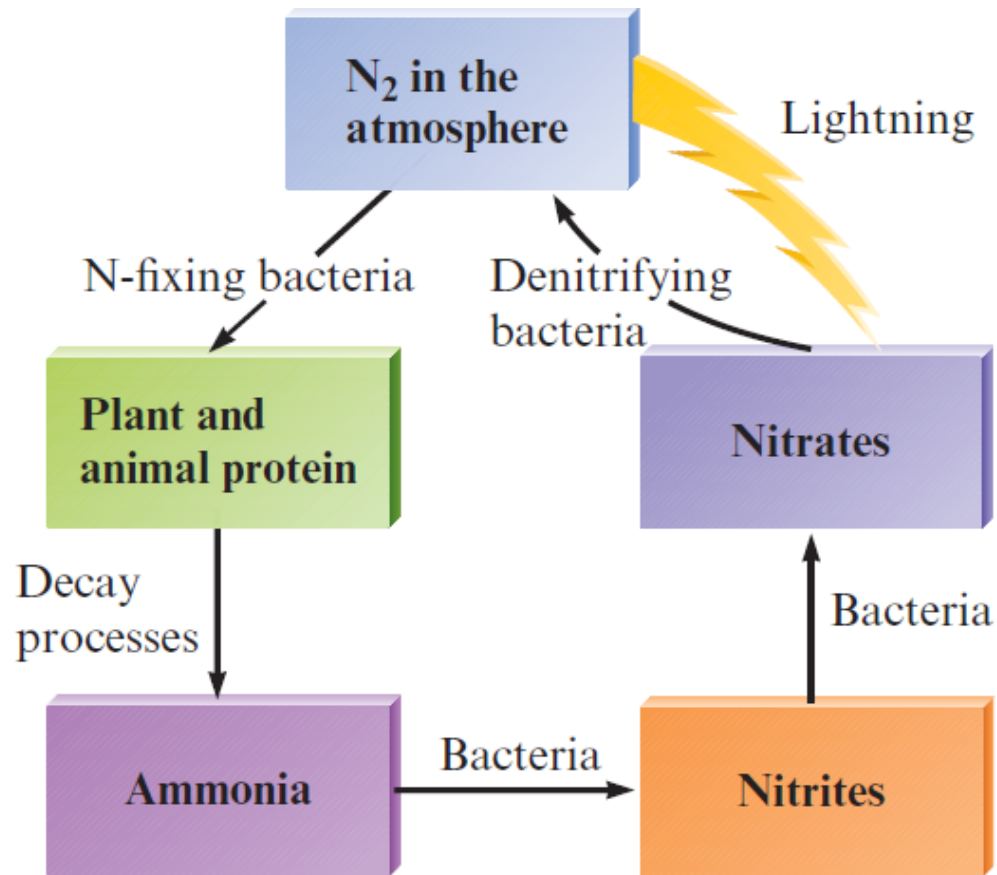 N₂ in the
atmosphere
Lightning
N-fixing bacteria
Denitrifying
bacteria
Plant and
animal protein
Nitrates
Decay
processes
Bacteria
Ammonia
Bacteria
Nitrites